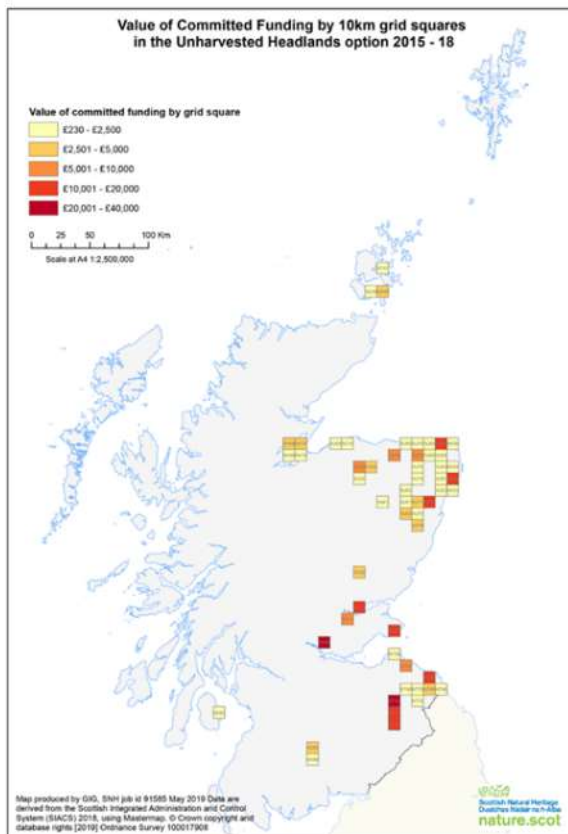 Value of Committed Funding by 10km grid squares
in the Unharvested Headlands option 2015 - 18
Value of committed funding by grid square
£230 - £2,500
£2,501 - £5,000
£5,001 - £10,000
£10,001 - £20,000
£20,001 - £40,000
0 25 50 100 Km
Scale at A4 1:2,500,000
Map produced by GIG, SNH job id 91585 May 2019 Data are
derived from the Scottish Integrated Administration and Control
System (SIACS) 2018, using Mastermap. © Crown copyright and
database rights [2019] Ordnance Survey 100017908
Scottish Natural Heritage
Dualchas Nàdair na h-Alba
nature.scot